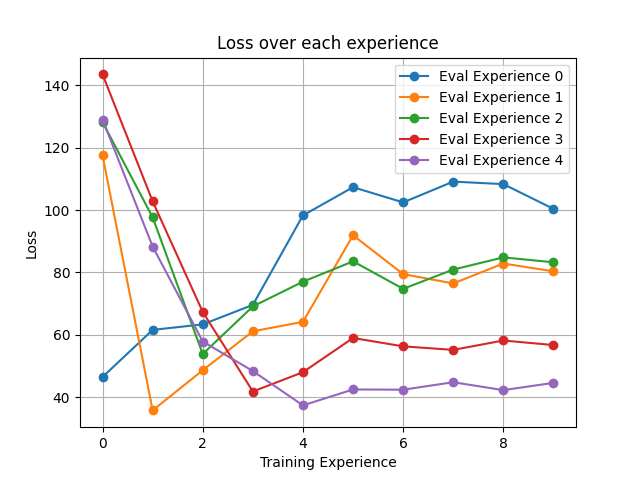 Loss over each experience
Eval Experience 0
Eval Experience 1
Eval Experience 2
Eval Experience 3
Eval Experience 4
Loss
140
120
100
80
60
40
0 2 4 6 8
Training Experience